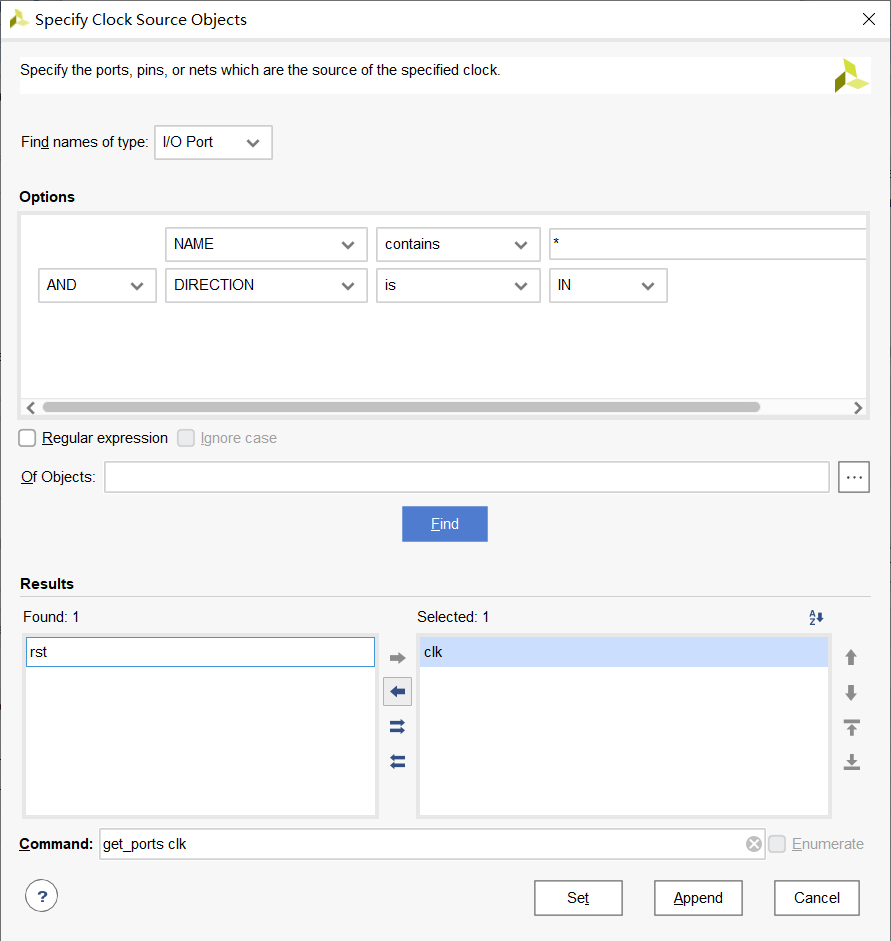 Specify Clock Source Objects
Specify the ports, pins, or nets which are the source of the specified clock.
Find names of type: I/O Port
Options
NAME contains *
AND DIRECTION is IN
Regular expression Ignore case
Of Objects: ...
Find
Results
Found: 1 Selected: 1
rst clk
Command: get_ports clk Enumerate
? Set Append Cancel